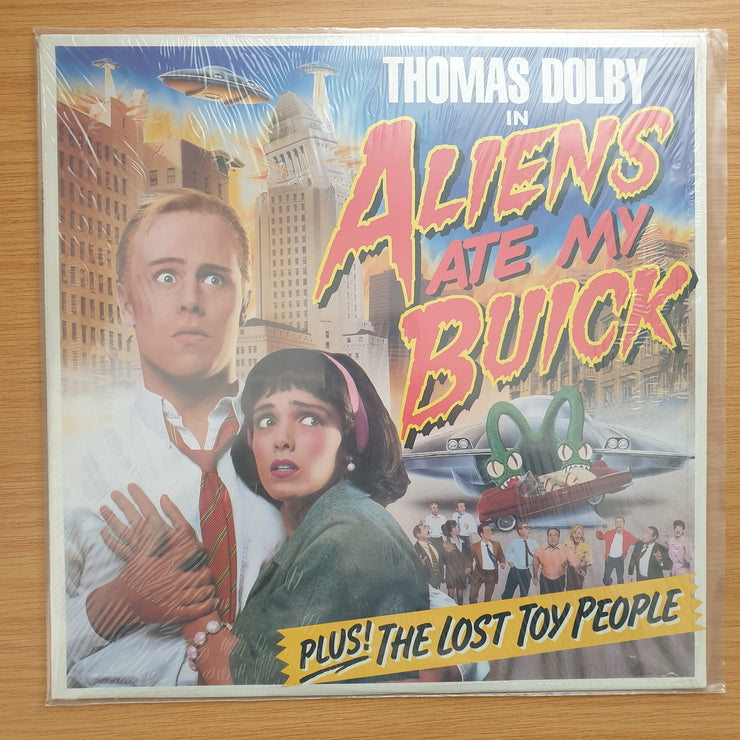 THOMAS DOLBY
IN
ALIENS
ATE MY
BUICK
PLUS! THE LOST TOY PEOPLE